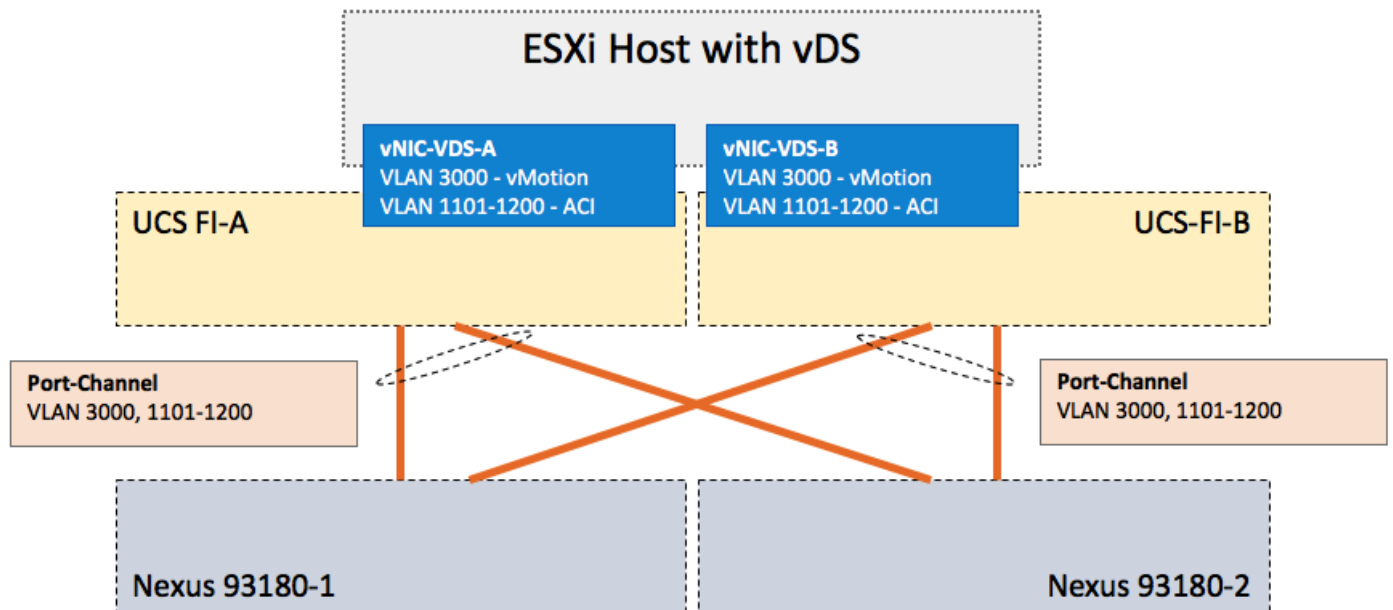 ESXi Host with vDS
vNIC-VDS-A
VLAN 3000 - vMotion
VLAN 1101-1200 - ACI
vNIC-VDS-B
VLAN 3000 - vMotion
VLAN 1101-1200 - ACI
UCS FI-A
UCS-FI-B
Port-Channel
VLAN 3000, 1101-1200
Port-Channel
VLAN 3000, 1101-1200
Nexus 93180-1
Nexus 93180-2